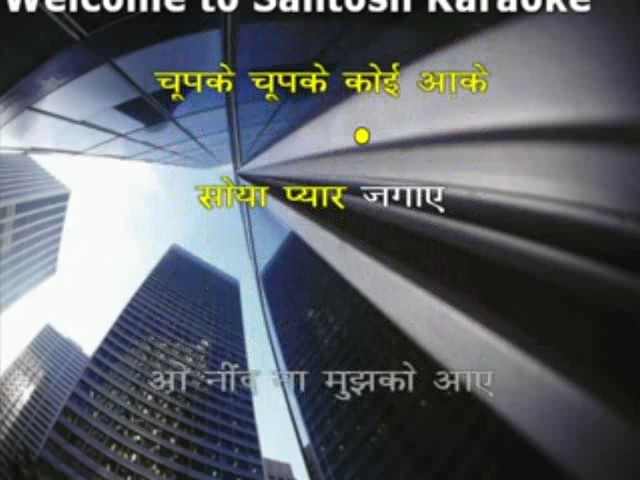 Welcome to Santosh Karaoke
चूपके चूपके कोई आके
सोया प्यार जगाए
आ नींद ना मुझको आए